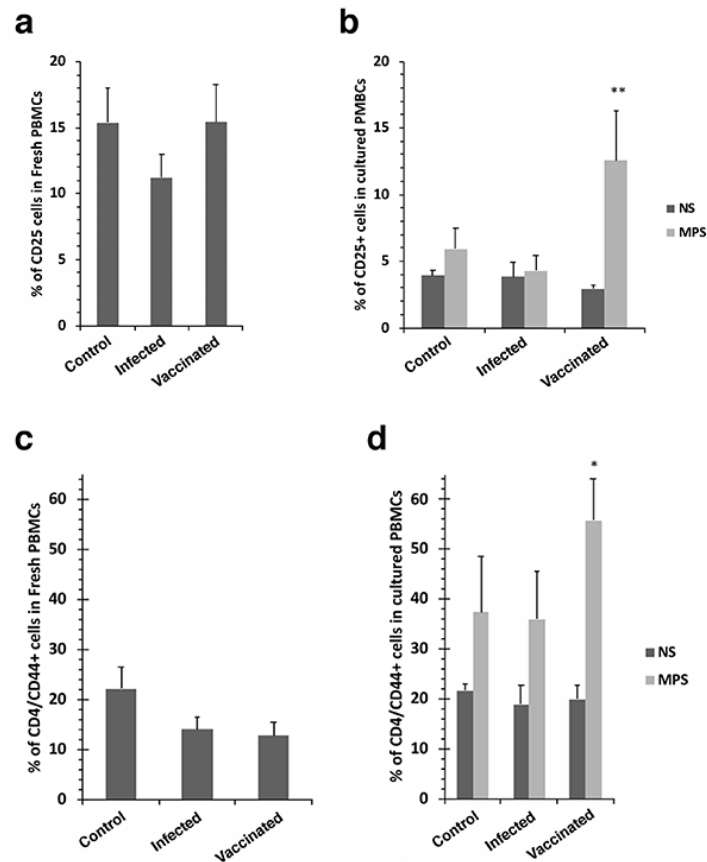 a
% of CD25 cells in Fresh PBMCs
20
15
10
5
0
Control
Infected
Vaccinated
b
% of CD25+ cells in cultured PMBCs
20
15
10
5
0
**
Control
Infected
Vaccinated
NS
MPS
c
% of CD4/CD44+ cells in Fresh PBMCs
60
50
40
30
20
10
0
Control
Infected
Vaccinated
d
% of CD4/CD44+ cells in cultured PBMCs
60
50
40
30
20
10
0
*
Control
Infected
Vaccinated
NS
MPS